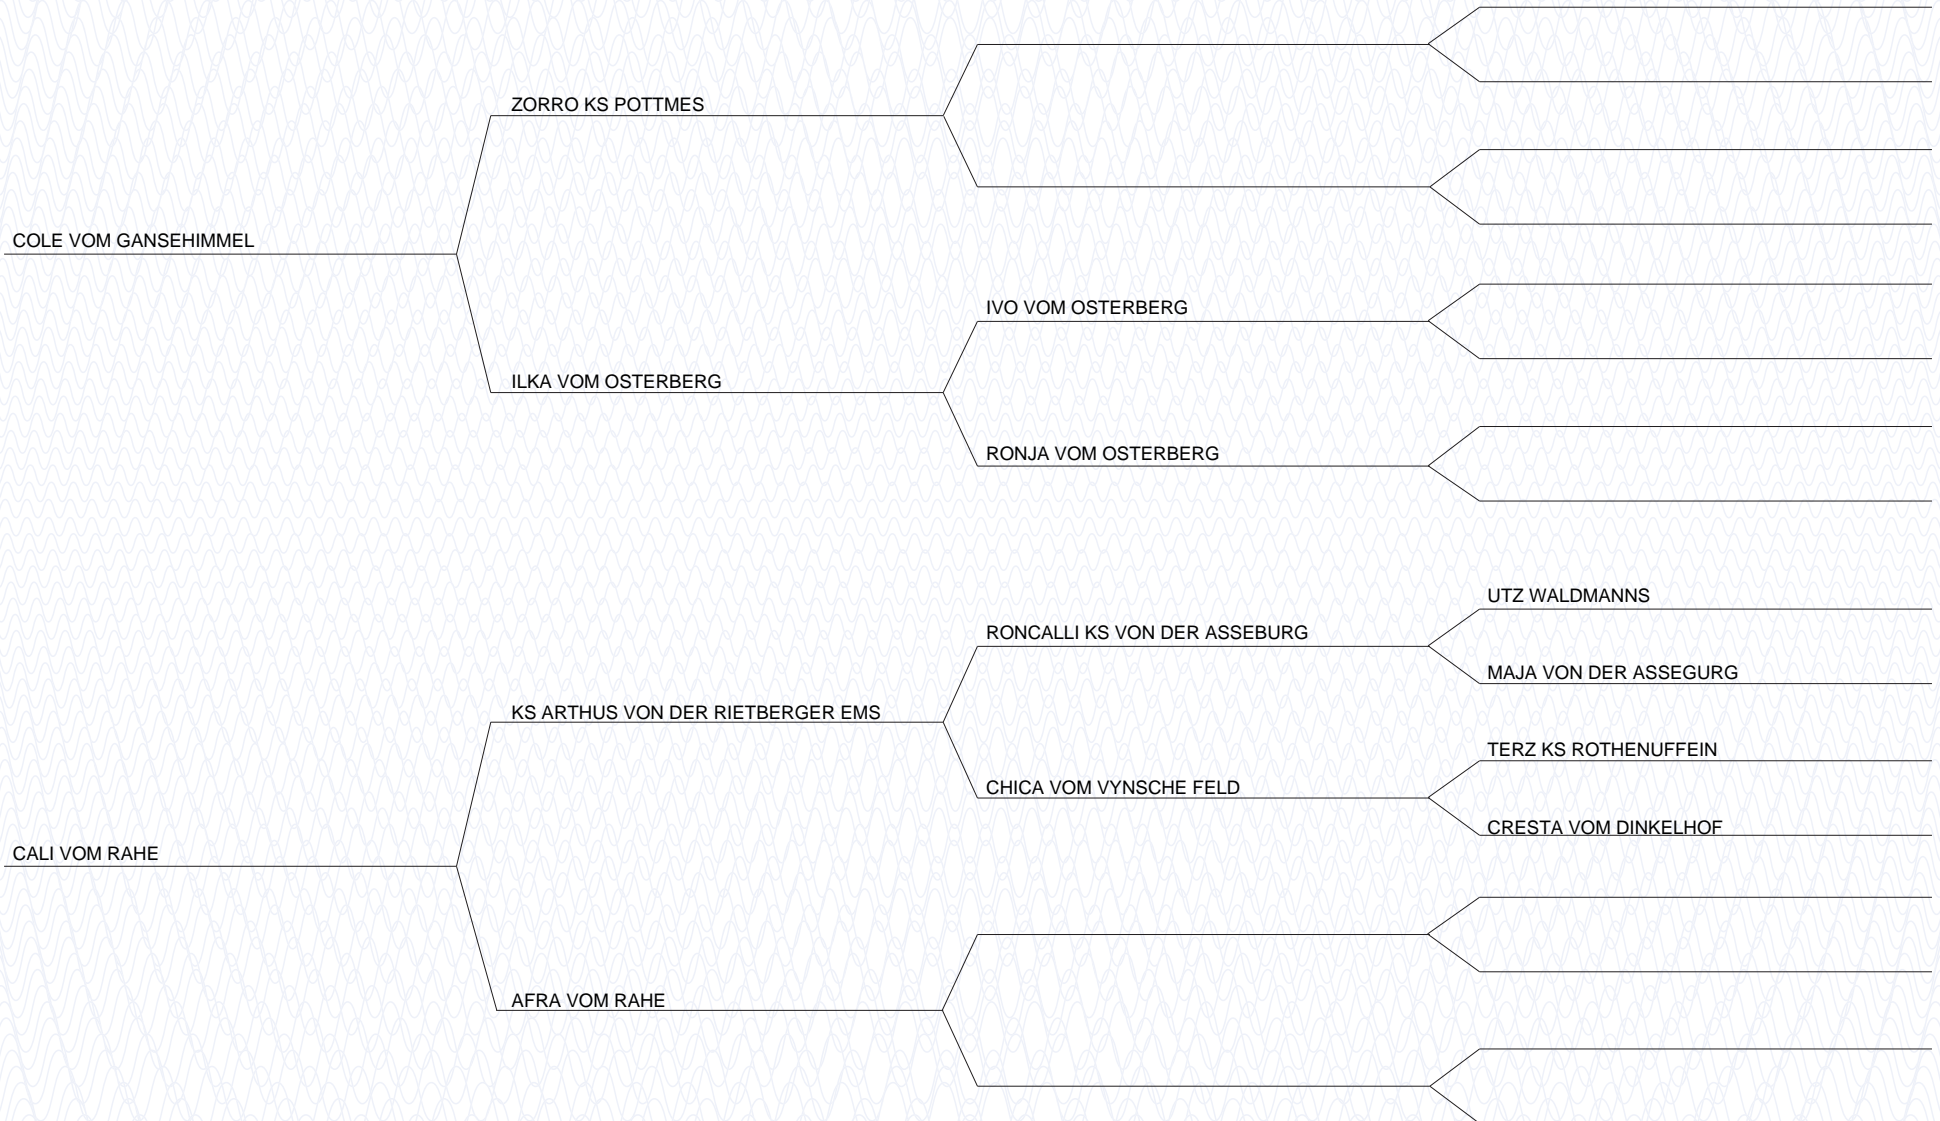 ZORRO KS POTTMES
COLE VOM GANSEHIMMEL
IVO VOM OSTERBERG
ILKA VOM OSTERBERG
RONJA VOM OSTERBERG
UTZ WALDMANNS
RONCALLI KS VON DER ASSEBURG
MAJA VON DER ASSEGURG
KS ARTHUS VON DER RIETBERGER EMS
TERZ KS ROTHENUFFEIN
CHICA VOM VYNSCHE FELD
CRESTA VOM DINKELHOF
CALI VOM RAHE
AFRA VOM RAHE